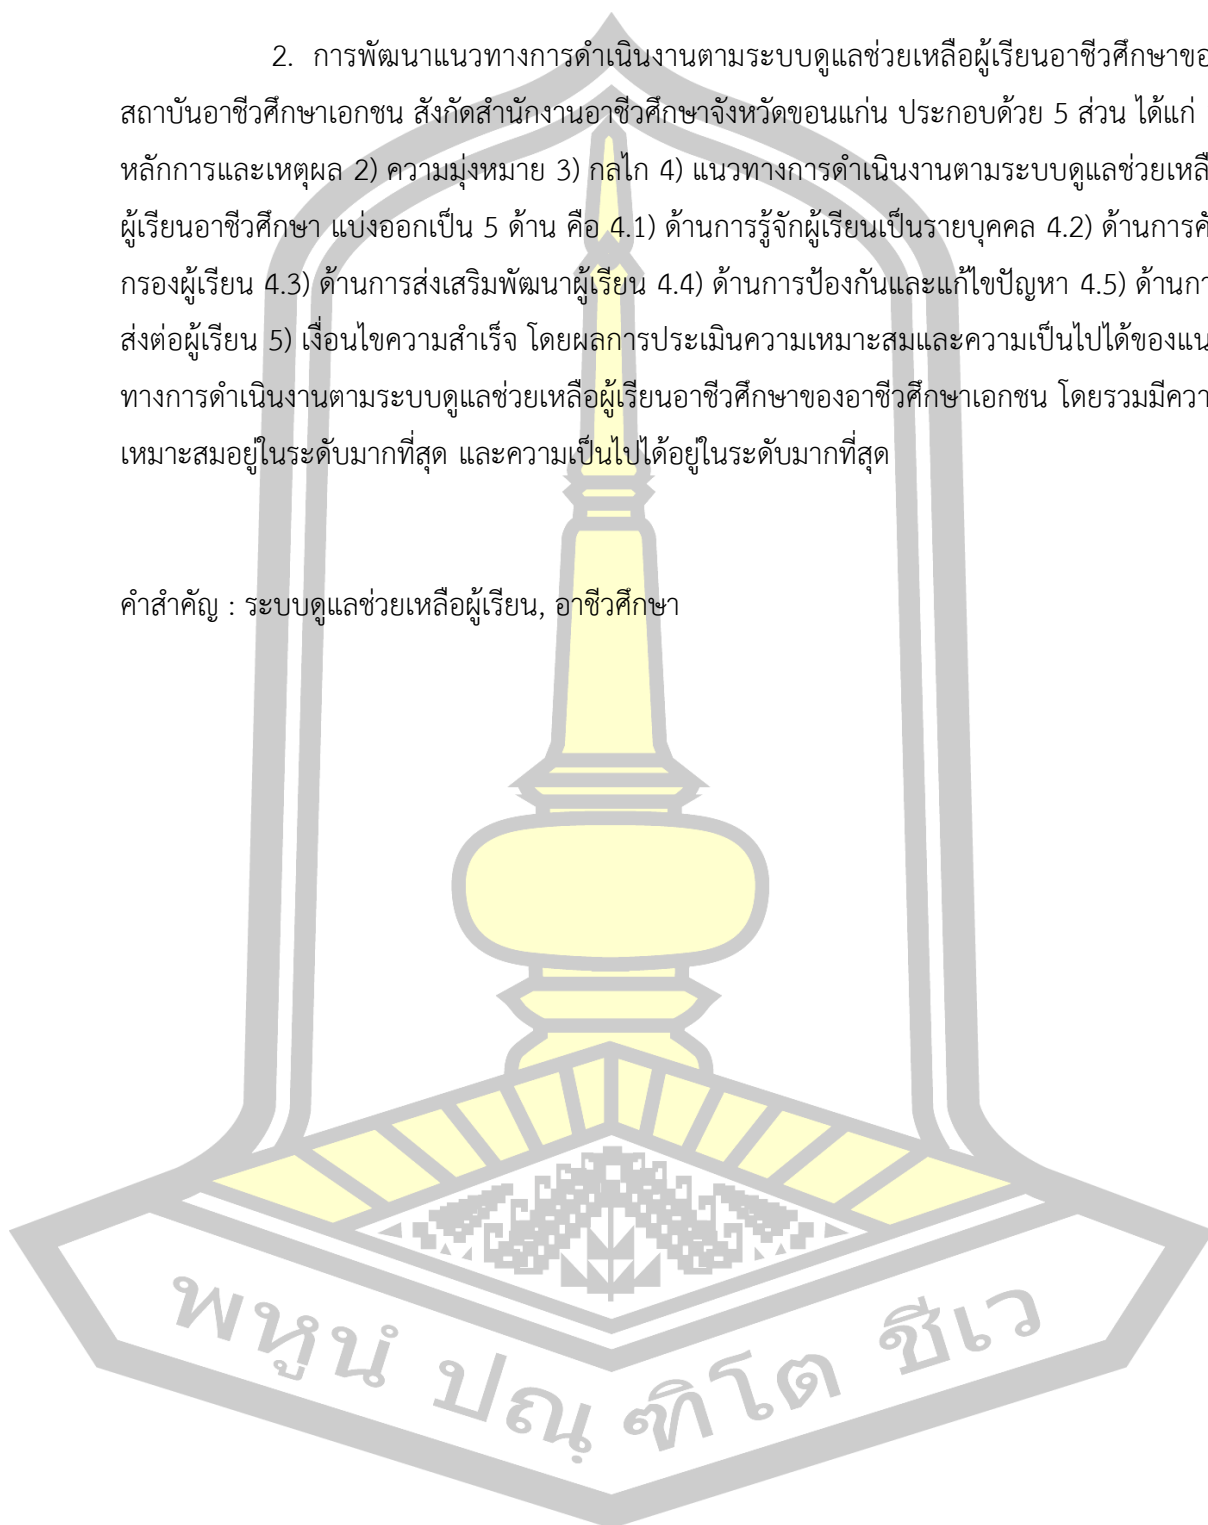 2. การพัฒนาแนวทางการดำเนินงานตามระบบดูแลช่วยเหลือผู้เรียนอาชีวศึกษาขอ
สถาบันอาชีวศึกษาเอกชน สังกัดสำนักงานอาชีวศึกษาจังหวัดขอนแก่น ประกอบด้วย 5 ส่วน ได้แก่
หลักการและเหตุผล 2) ความมุ่งหมาย 3) กลไก 4) แนวทางการดำเนินงานตามระบบดูแลช่วยเหลื
ผู้เรียนอาชีวศึกษา แบ่งออกเป็น 5 ด้าน คือ 4.1) ด้านการรู้จักผู้เรียนเป็นรายบุคคล 4.2) ด้านการคั
กรองผู้เรียน 4.3) ด้านการส่งเสริมพัฒนาผู้เรียน 4.4) ด้านการป้องกันและแก้ไขปัญหา 4.5) ด้านกา
ส่งต่อผู้เรียน 5) เงื่อนไขความสำเร็จ โดยผลการประเมินความเหมาะสมและความเป็นไปได้ของแน
ทางการดำเนินงานตามระบบดูแลช่วยเหลือผู้เรียนอาชีวศึกษาของอาชีวศึกษาเอกชน โดยรวมมีควา
เหมาะสมอยู่ในระดับมากที่สุด และความเป็นไปได้อยู่ในระดับมากที่สุด
คำสำคัญ : ระบบดูแลช่วยเหลือผู้เรียน, อาชีวศึกษา
พหูนํ ปณฺ ฑิโต ชีเว